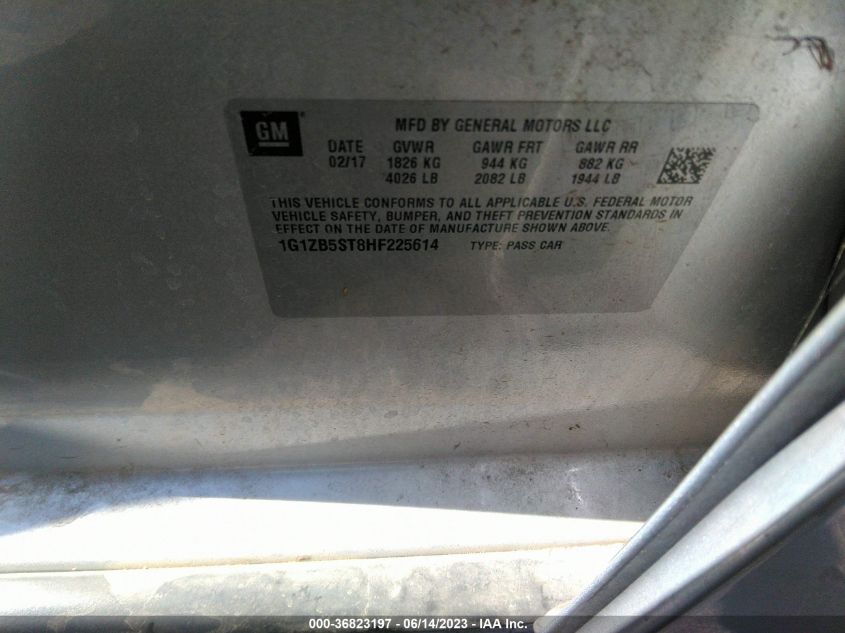 GM
MFD BY GENERAL MOTORS LLC
DATE GVWR GAWR FRT GAWR RR
02/17 1826 KG 944 KG 882 KG
4026 LB 2082 LB 1944 LB
THIS VEHICLE CONFORMS TO ALL APPLICABLE U.S. FEDERAL MOTOR
VEHICLE SAFETY, BUMPER, AND THEFT PREVENTION STANDARDS IN
EFFECT ON THE DATE OF MANUFACTURE SHOWN ABOVE.
1G1ZB5ST8HF225614 TYPE: PASS CAR
000-36823197 - 06/14/2023 - IAA Inc.